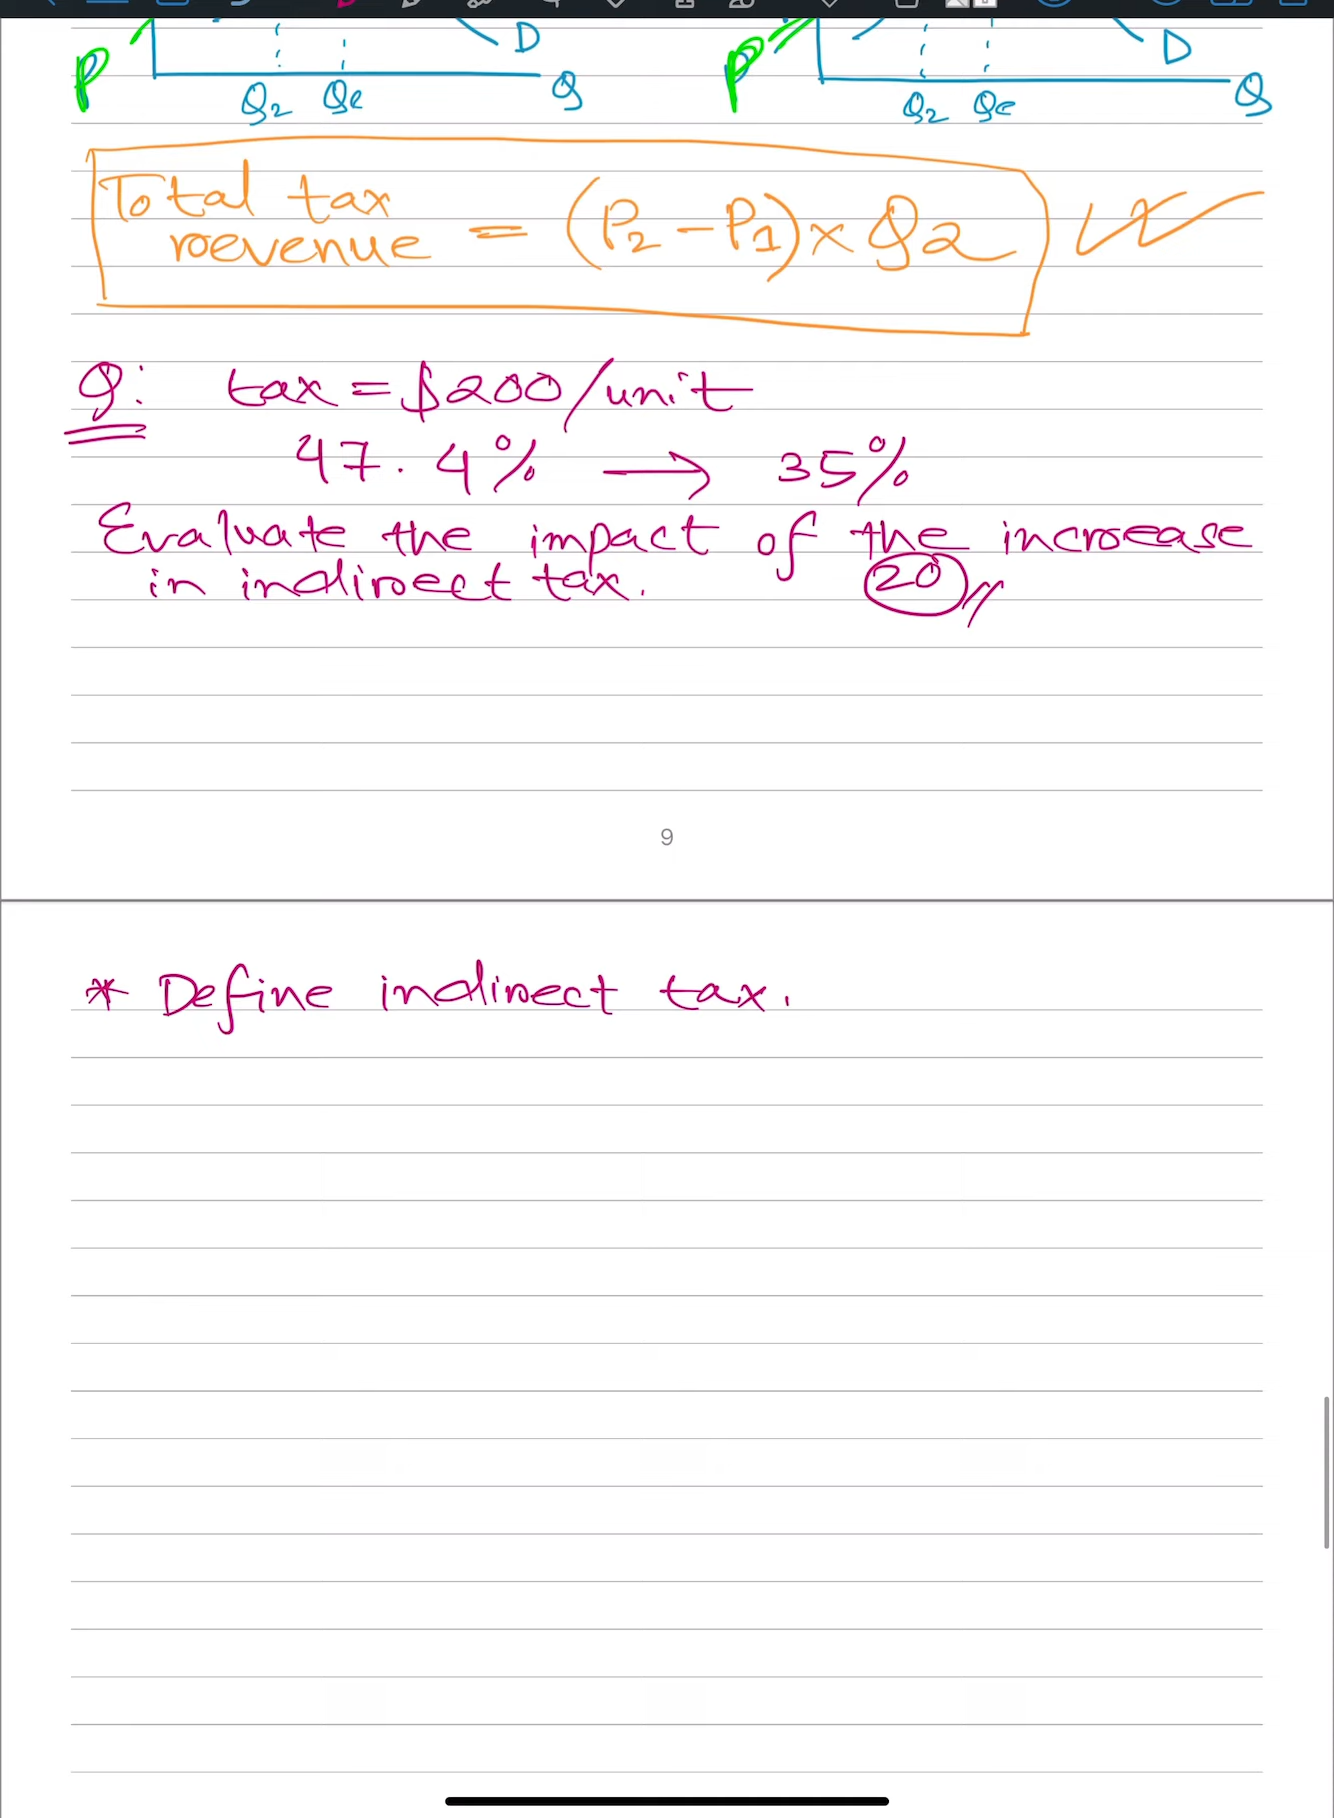 P D Q P D Q
Q2 Qe Q2 Qe
Total tax
revenue = (P2 - P1) x Q2
Q: tax = $200/unit
47.4% → 35%
Evaluate the impact of the increase
in indirect tax. 20
9
* Define indirect tax.